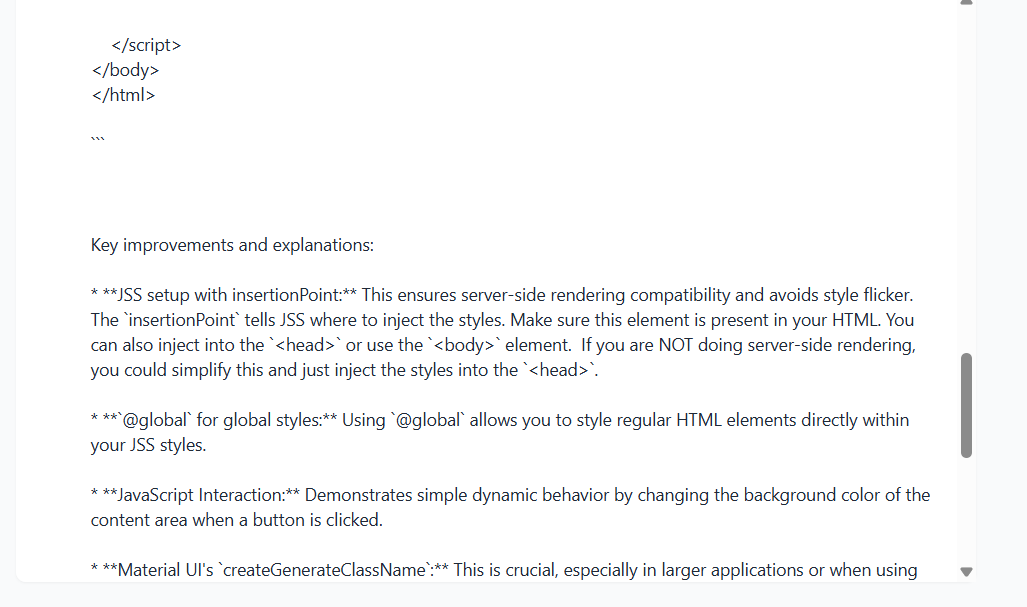 </script>
</body>
</html>
```
Key improvements and explanations:
* **JSS setup with insertionPoint:** This ensures server-side rendering compatibility and avoids style flicker.
The `insertionPoint` tells JSS where to inject the styles. Make sure this element is present in your HTML. You
can also inject into the `<head>` or use the `<body>` element.  If you are NOT doing server-side rendering,
you could simplify this and just inject the styles into the `<head>`.
* **`@global` for global styles:** Using `@global` allows you to style regular HTML elements directly within
your JSS styles.
* **JavaScript Interaction:** Demonstrates simple dynamic behavior by changing the background color of the
content area when a button is clicked.
* **Material UI's `createGenerateClassName`:** This is crucial, especially in larger applications or when using